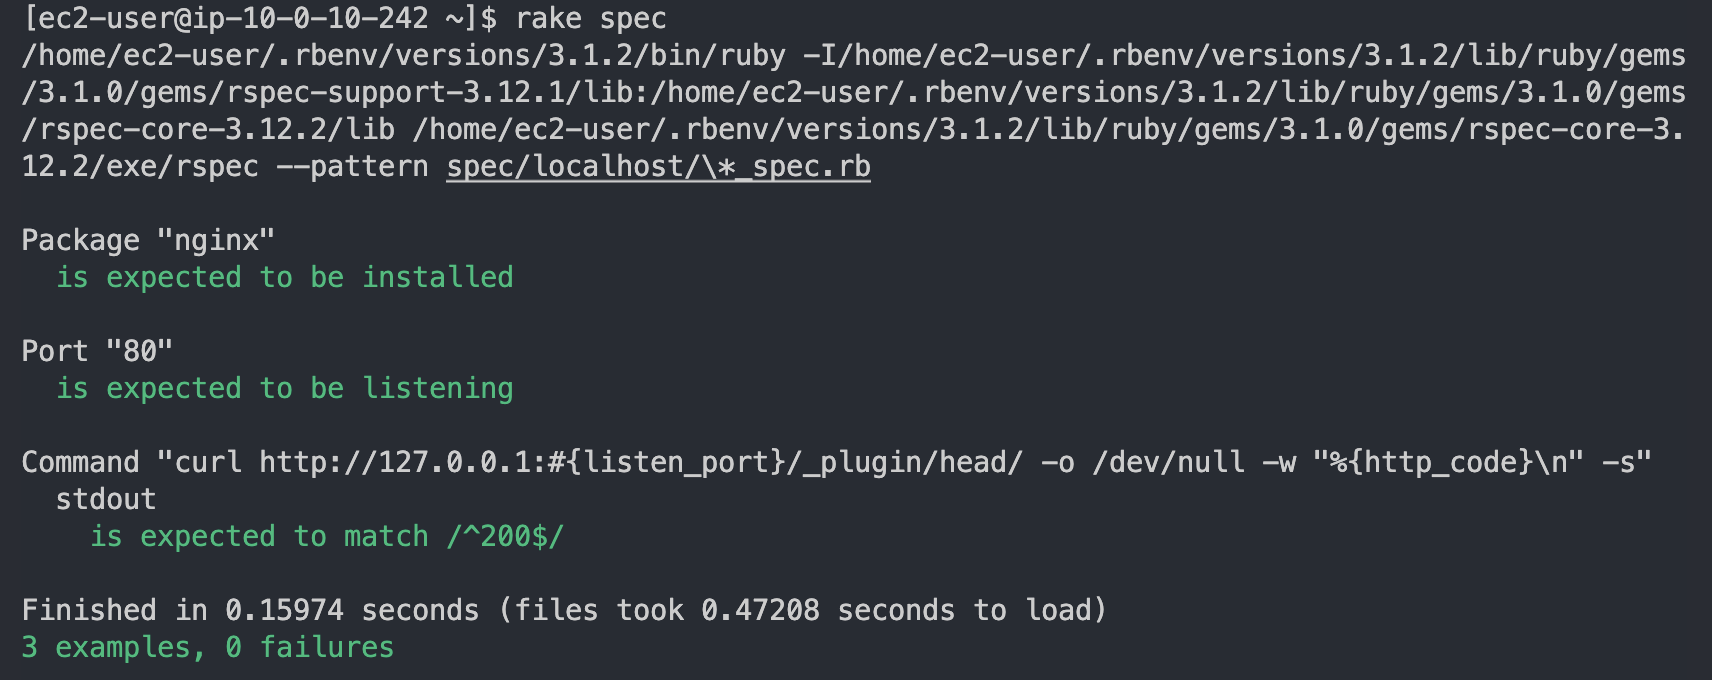 [ec2-user@ip-10-0-10-242 ~]$ rake spec
/home/ec2-user/.rbenv/versions/3.1.2/bin/ruby -I/home/ec2-user/.rbenv/versions/3.1.2/lib/ruby/gems
/3.1.0/gems/rspec-support-3.12.1/lib:/home/ec2-user/.rbenv/versions/3.1.2/lib/ruby/gems/3.1.0/gems
/rspec-core-3.12.2/lib /home/ec2-user/.rbenv/versions/3.1.2/lib/ruby/gems/3.1.0/gems/rspec-core-3.
12.2/exe/rspec --pattern spec/localhost/\*_spec.rb

Package "nginx"
  is expected to be installed

Port "80"
  is expected to be listening

Command "curl http://127.0.0.1:#{listen_port}/_plugin/head/ -o /dev/null -w "%{http_code}\n" -s"
  stdout
    is expected to match /^200$/

Finished in 0.15974 seconds (files took 0.47208 seconds to load)
3 examples, 0 failures